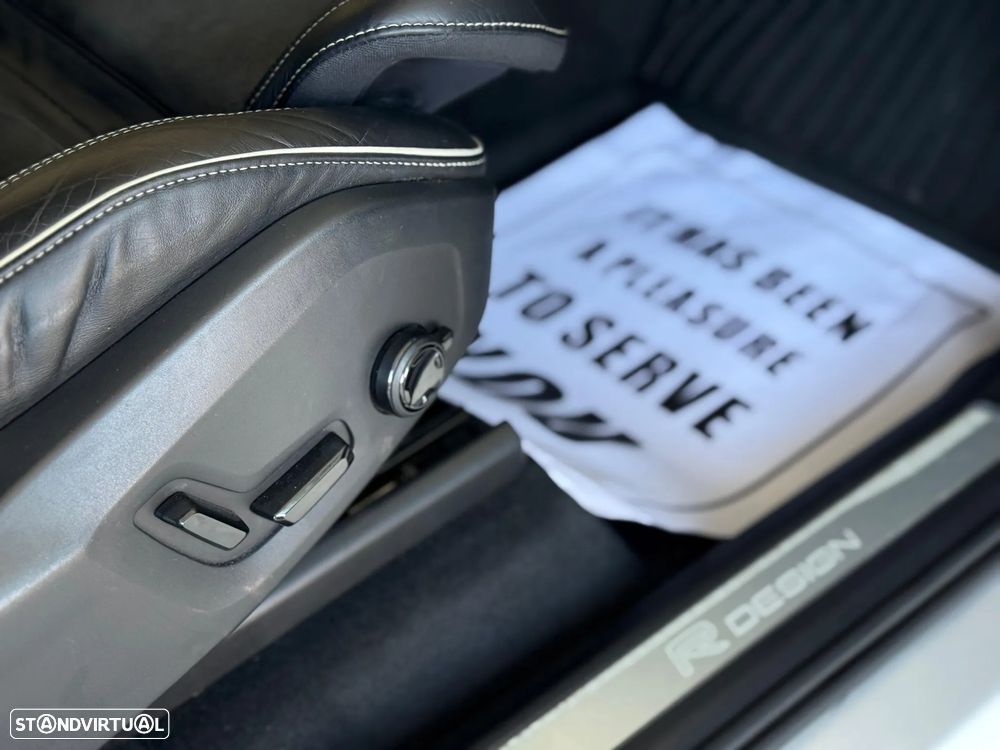 IT HAS BEEN
A PLEASURE
TO SERVE
R DESIGN
STANDVIRTUAL